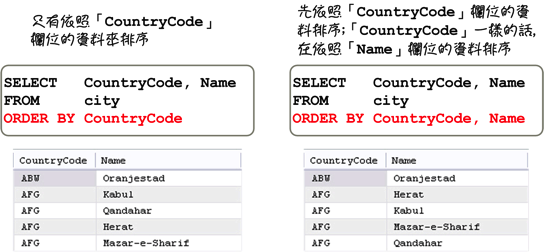 只有依照「CountryCode」
欄位的資料來排序
SELECT CountryCode, Name
FROM city
ORDER BY CountryCode
CountryCode Name
ABW Oranjestad
AFG Kabul
AFG Qandahar
AFG Herat
AFG Mazar-e-Sharif
先依照「CountryCode」欄位的資
料排序;「CountryCode」一樣的話,
在依照「Name」欄位的資料排序
SELECT CountryCode, Name
FROM city
ORDER BY CountryCode, Name
CountryCode Name
ABW Oranjestad
AFG Herat
AFG Kabul
AFG Mazar-e-Sharif
AFG Qandahar